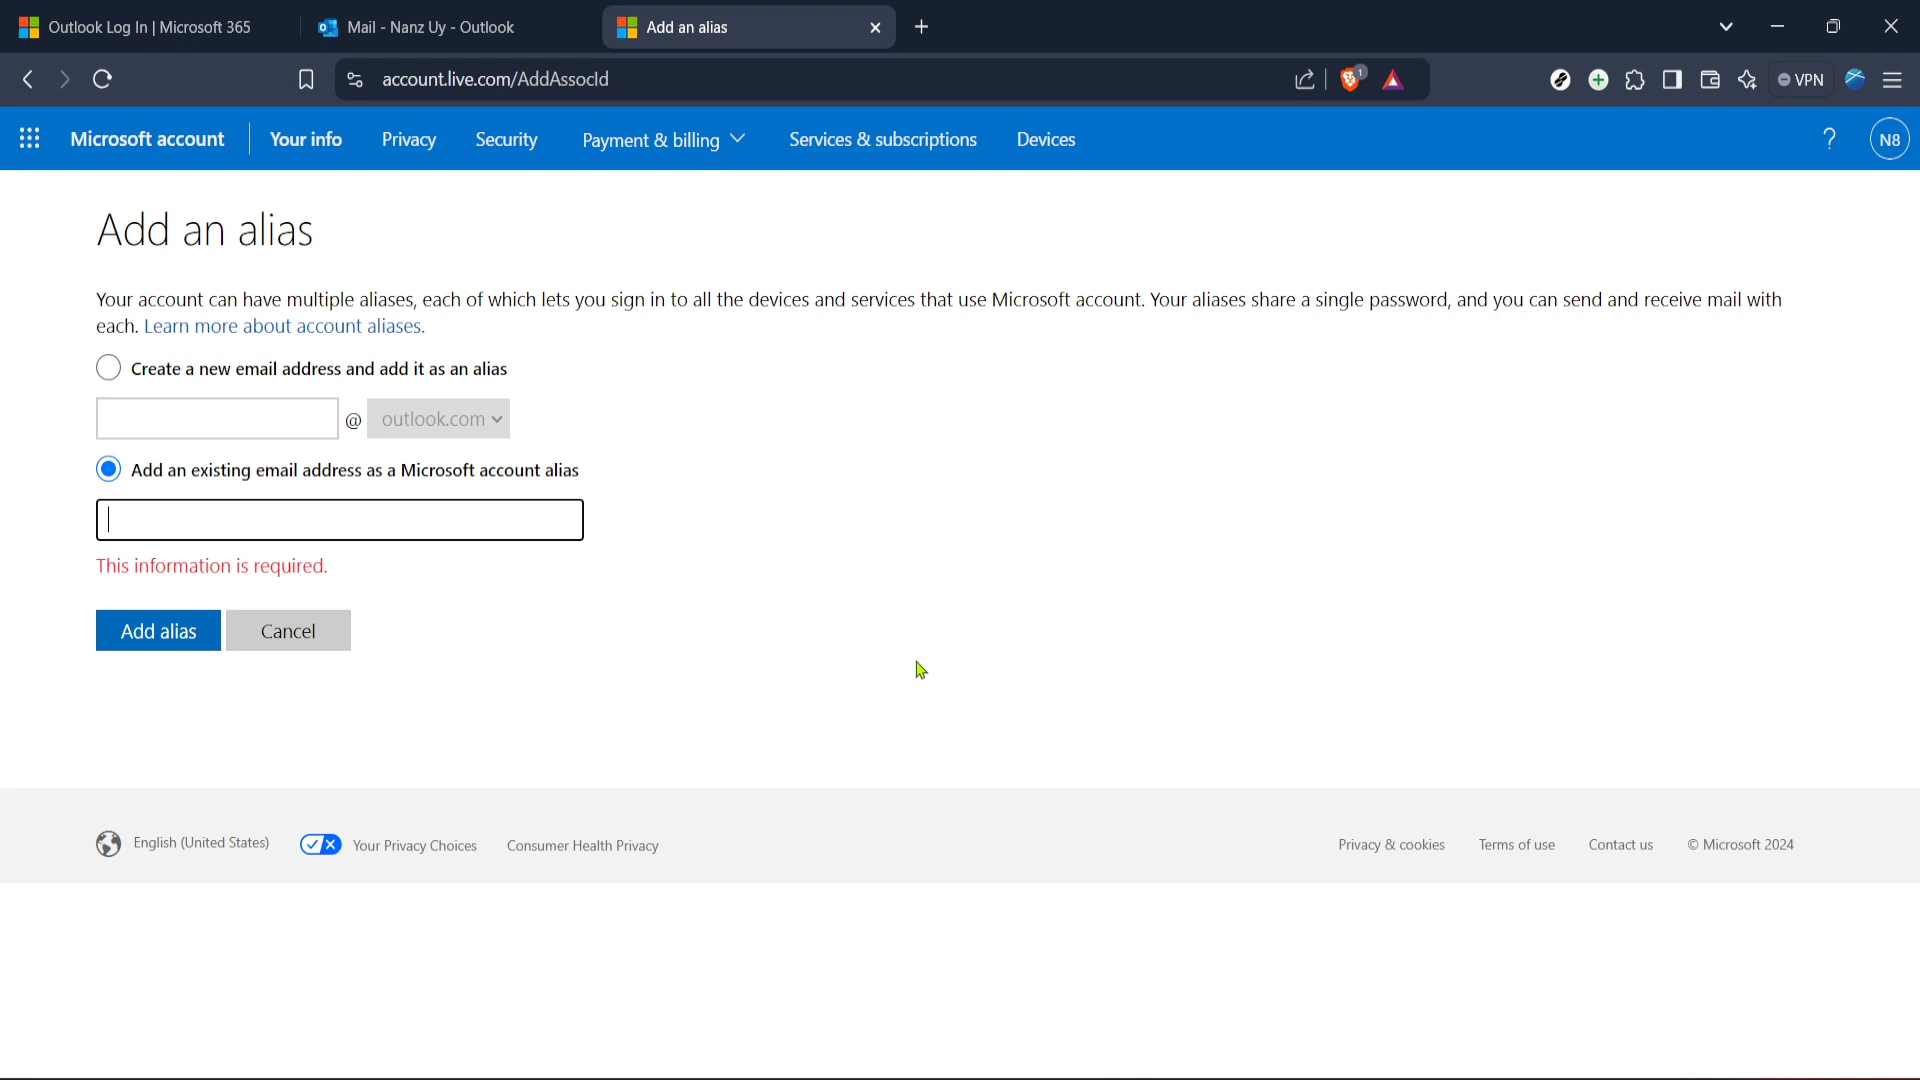 Outlook Log In | Microsoft 365
Mail - Nanz Uy - Outlook
Add an alias
account.live.com/AddAssocId
1
VPN
Microsoft account
Your info
Privacy
Security
Payment & billing
Services & subscriptions
Devices
?
N8
Add an alias
Your account can have multiple aliases, each of which lets you sign in to all the devices and services that use Microsoft account. Your aliases share a single password, and you can send and receive mail with
each. Learn more about account aliases.
Create a new email address and add it as an alias
@ outlook.com
Add an existing email address as a Microsoft account alias
This information is required.
Add alias
Cancel
English (United States)
Your Privacy Choices
Consumer Health Privacy
Privacy & cookies
Terms of use
Contact us
© Microsoft 2024